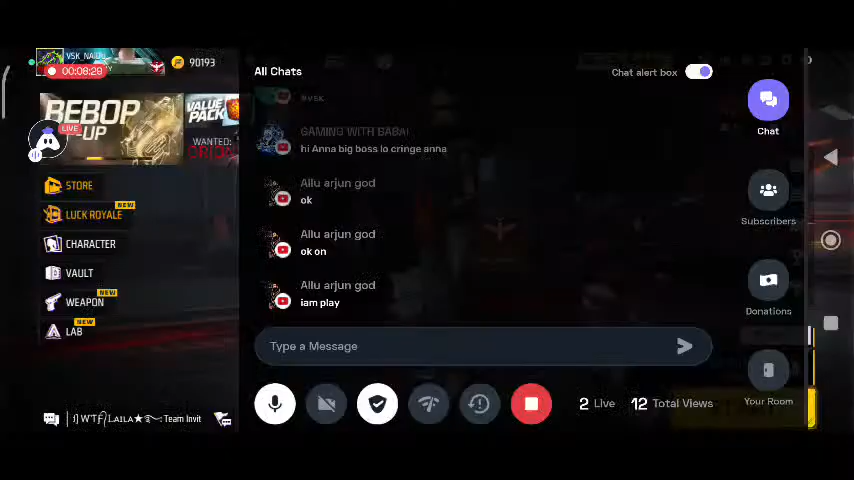 VSK_NAIDU
00:08:29
90193
All Chats
Chat alert box
BEBOP
-UP
VALUE
PACK
LIVE
WANTED:
ORION
#VSK
GAMING WITH BABAI
hi Anna big boss lo cringe anna
Chat
STORE
Allu arjun god
ok
NEW
LUCK ROYALE
Subscribers
CHARACTER
Allu arjun god
ok on
VAULT
NEW
WEAPON
Allu arjun god
iam play
Donations
NEW
LAB
Type a Message
2 Live
12 Total Views
Your Room
Team Invit